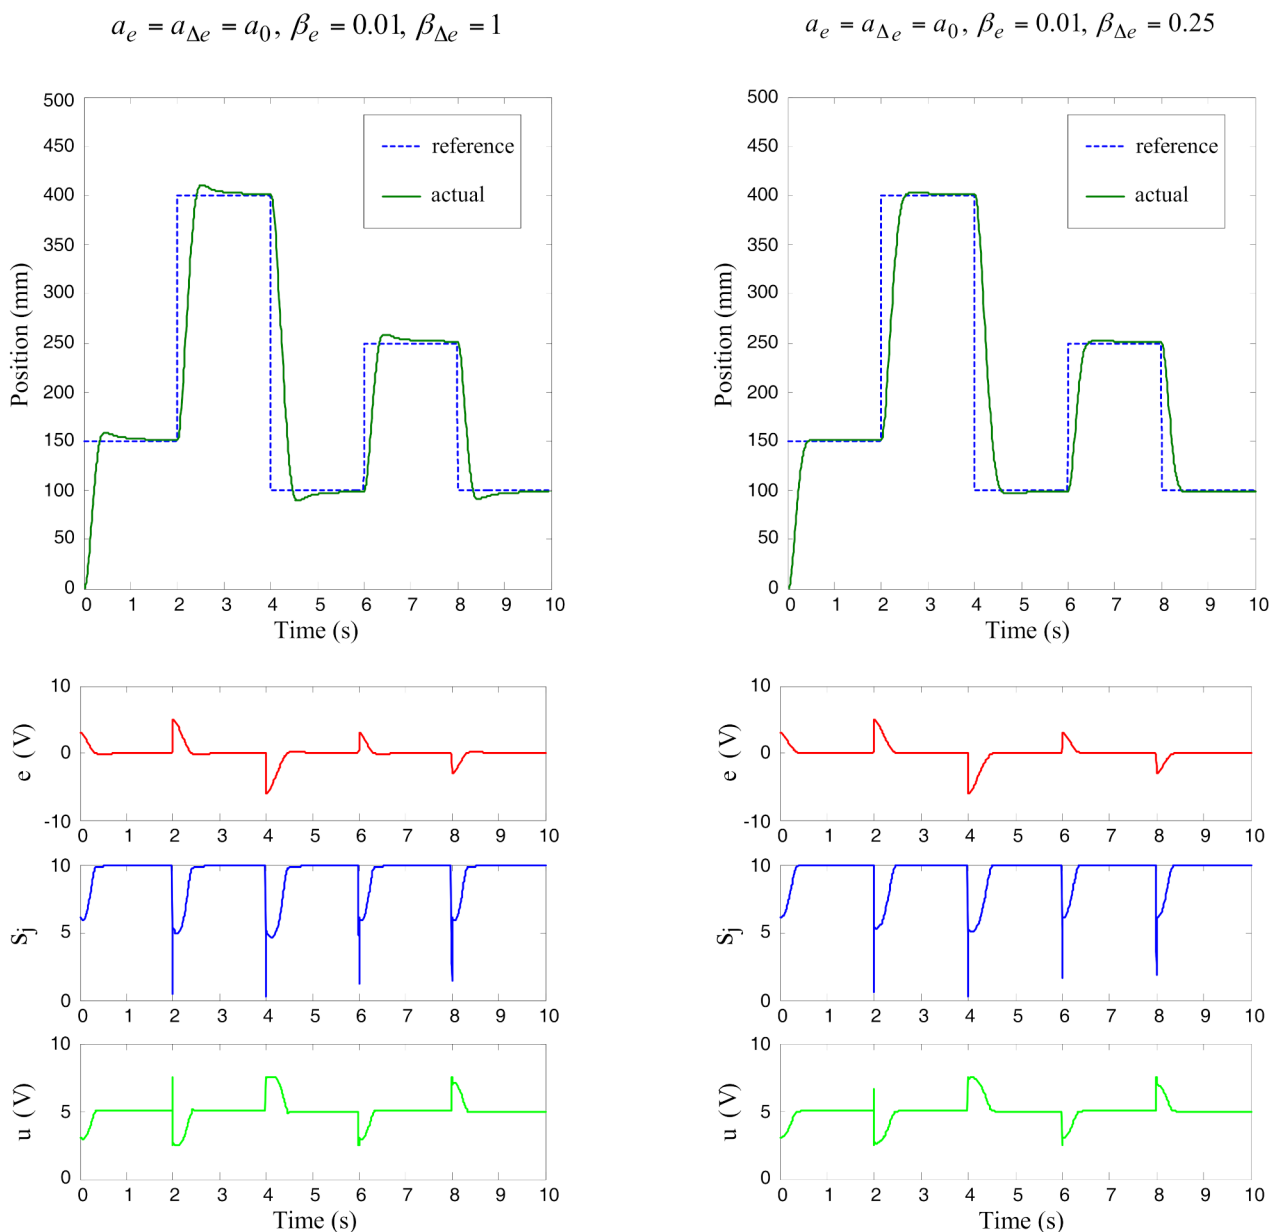 a_e = a_Δe = a_0, β_e = 0.01, β_Δe = 1
a_e = a_Δe = a_0, β_e = 0.01, β_Δe = 0.25
500
450
400
350
300
250
200
150
100
50
0
Position (mm)
reference
actual
0 1 2 3 4 5 6 7 8 9 10
Time (s)
500
450
400
350
300
250
200
150
100
50
0
Position (mm)
reference
actual
0 1 2 3 4 5 6 7 8 9 10
Time (s)
10
0
-10
e (V)
0 1 2 3 4 5 6 7 8 9 10
10
5
0
S_j
0 1 2 3 4 5 6 7 8 9 10
10
5
0
u (V)
0 1 2 3 4 5 6 7 8 9 10
Time (s)
10
0
-10
e (V)
0 1 2 3 4 5 6 7 8 9 10
10
5
0
S_j
0 1 2 3 4 5 6 7 8 9 10
10
5
0
u (V)
0 1 2 3 4 5 6 7 8 9 10
Time (s)